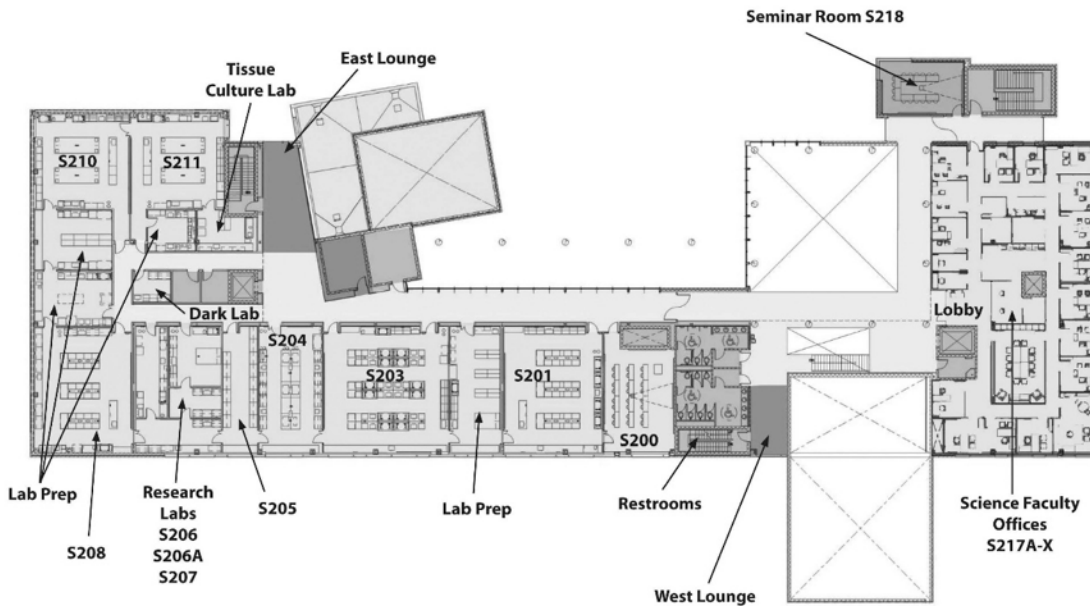 Seminar Room S218
East Lounge
Tissue
Culture Lab
S210
S211
Dark Lab
Lobby
S204
S203
S201
S200
Lab Prep
S208
Research
Labs
S206
S206A
S207
S205
Lab Prep
Restrooms
West Lounge
Science Faculty
Offices
S217A-X